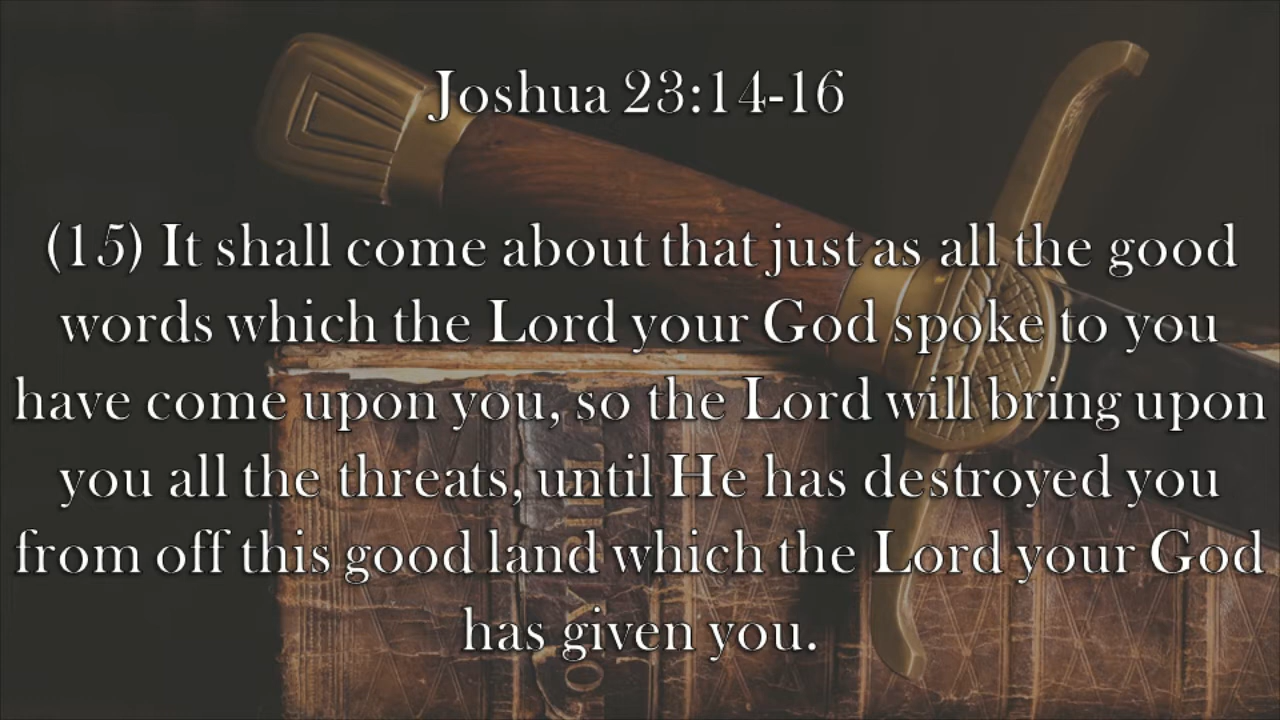 Joshua 23:14-16
(15) It shall come about that just as all the good
words which the Lord your God spoke to you
have come upon you, so the Lord will bring upon
you all the threats, until He has destroyed you
from off this good land which the Lord your God
has given you.